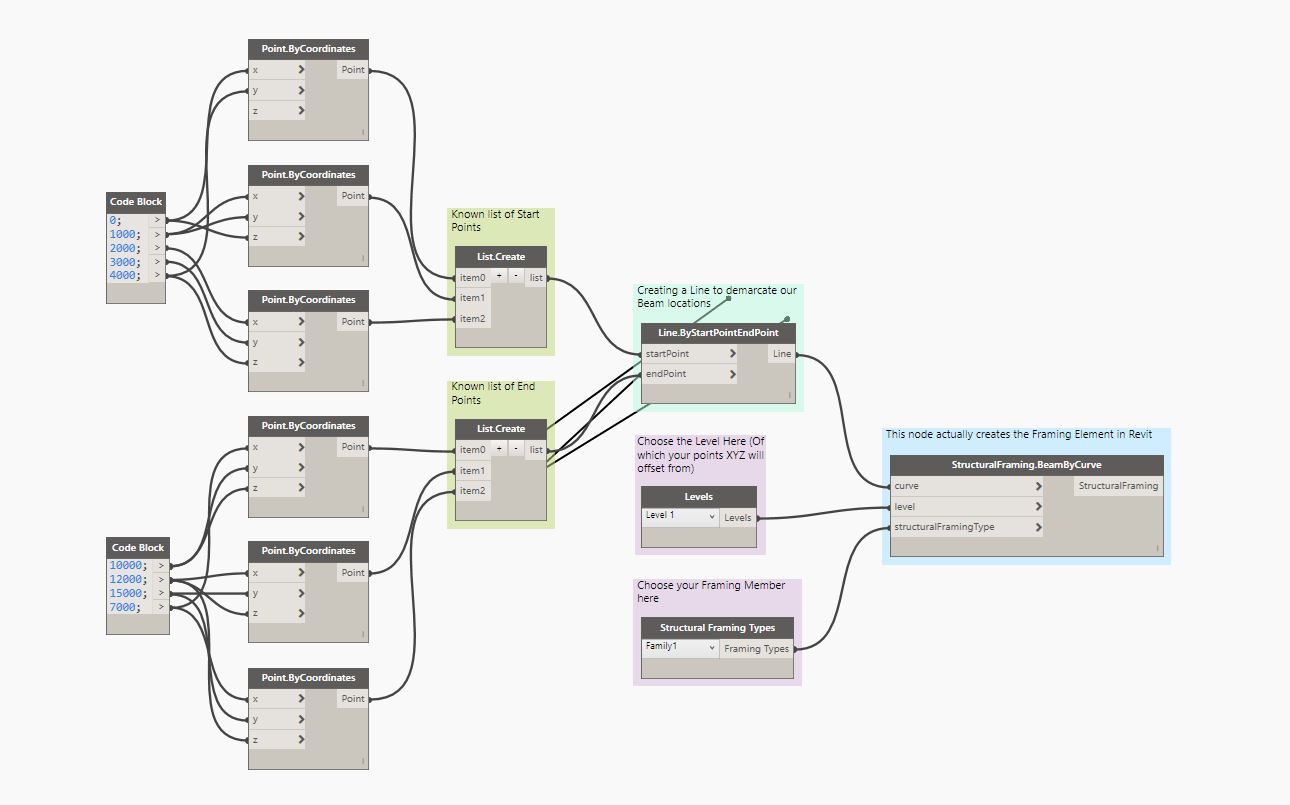 Point.ByCoordinates
x > Point
y >
z >
Point.ByCoordinates
x > Point
y >
z >
Code Block
0; >
1000; >
2000; >
3000; >
4000; >
Point.ByCoordinates
x > Point
y >
z >
Known list of Start
Points
List.Create
item0 + - list
item1
item2
Known list of End
Points
List.Create
item0 + - list
item1
item2
Point.ByCoordinates
x > Point
y >
z >
Code Block
10000; >
12000; >
15000; >
7000; >
Point.ByCoordinates
x > Point
y >
z >
Point.ByCoordinates
x > Point
y >
z >
Creating a Line to demarcate our
Beam locations
Line.ByStartPointEndPoint
startPoint > Line
endPoint >
Choose the Level Here (Of
which your points XYZ will
offset from)
Levels
Level 1 Levels
Choose your Framing Member
here
Structural Framing Types
Family1 Framing Types
This node actually creates the Framing Element in Revit
StructuralFraming.BeamByCurve
curve > StructuralFraming
level >
structuralFramingType >